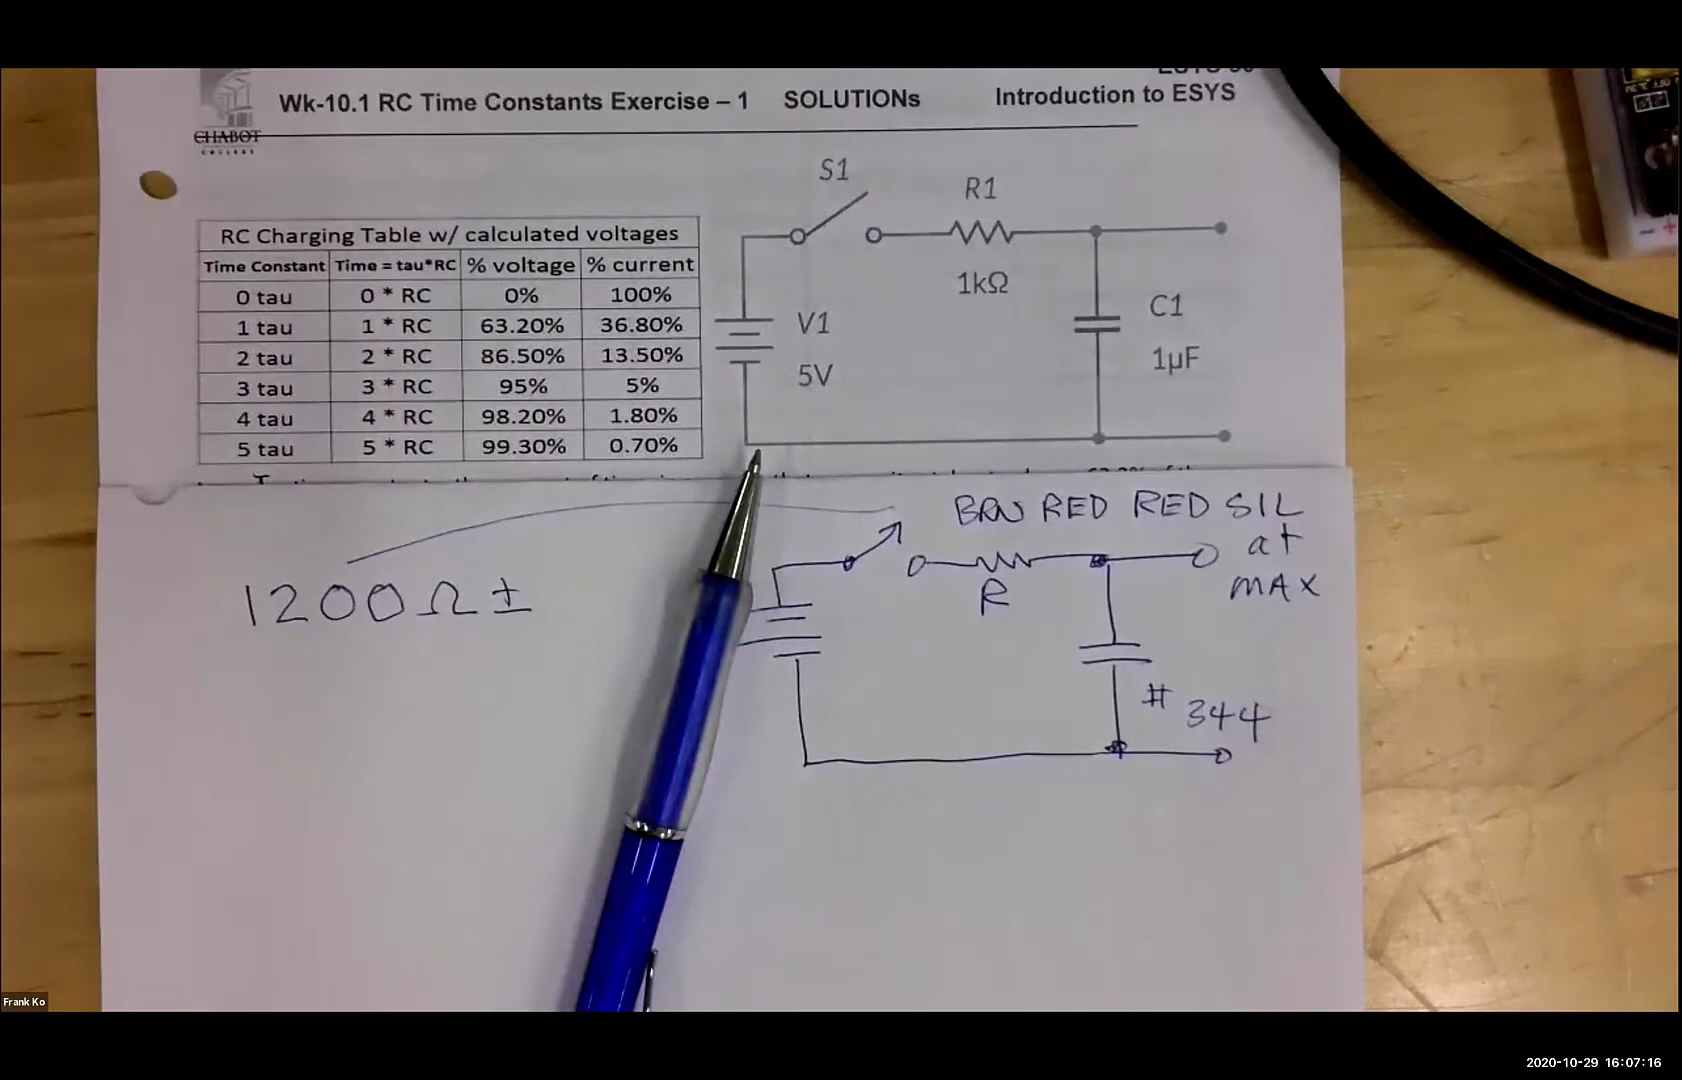 Wk-10.1 RC Time Constants Exercise – 1 SOLUTIONs Introduction to ESYS
CHABOT
COLLEGE
RC Charging Table w/ calculated voltages
Time Constant Time = tau*RC % voltage % current
0 tau 0 * RC 0% 100%
1 tau 1 * RC 63.20% 36.80%
2 tau 2 * RC 86.50% 13.50%
3 tau 3 * RC 95% 5%
4 tau 4 * RC 98.20% 1.80%
5 tau 5 * RC 99.30% 0.70%
S1
R1
1kΩ
V1
5V
C1
1µF
BRN RED RED SIL
at
MAX
1200Ω ±
R
# 344
Frank Ko
2020-10-29 16:07:16